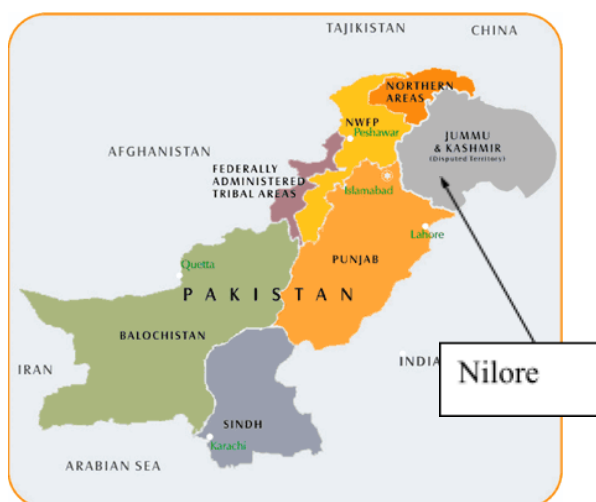 TAJIKISTAN
CHINA
NORTHERN
AREAS
NWFP
Peshawar
JUMMU
& KASHMIR
(Disputed Territory)
AFGHANISTAN
FEDERALLY
ADMINISTERED
TRIBAL AREAS
Islamabad
Lahore
PUNJAB
Quetta
PAKISTAN
BALOCHISTAN
IRAN
INDIA
Nilore
SINDH
Karachi
ARABIAN SEA